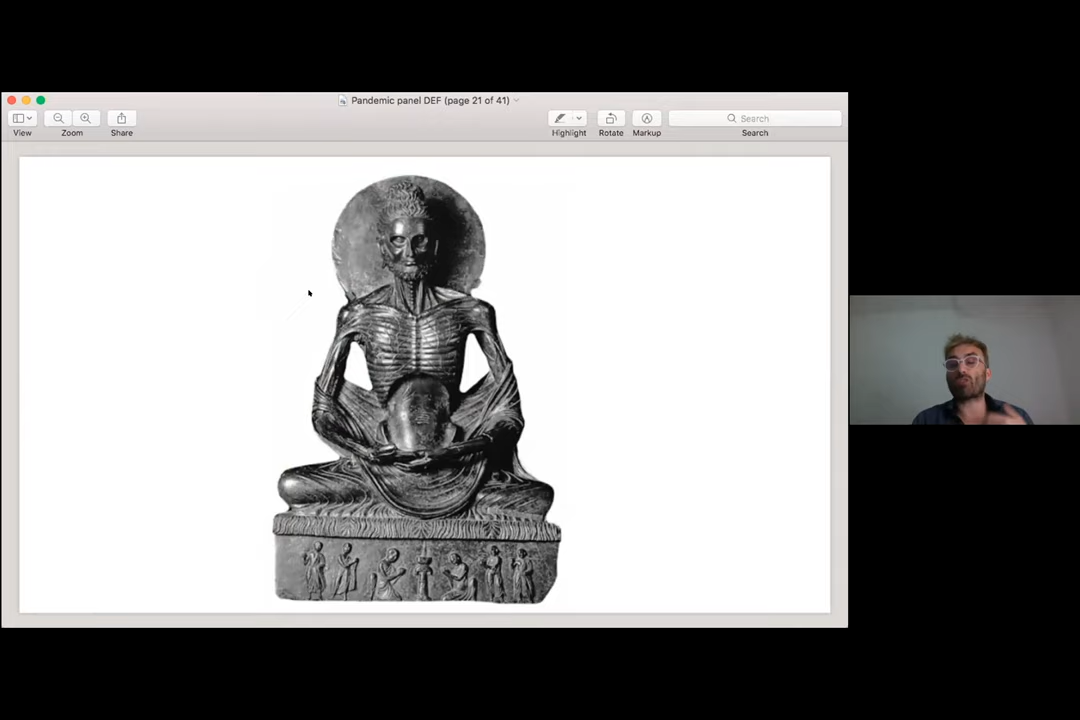 Pandemic panel DEF (page 21 of 41)
View
Zoom
Share
Highlight
Rotate
Markup
Search
Search